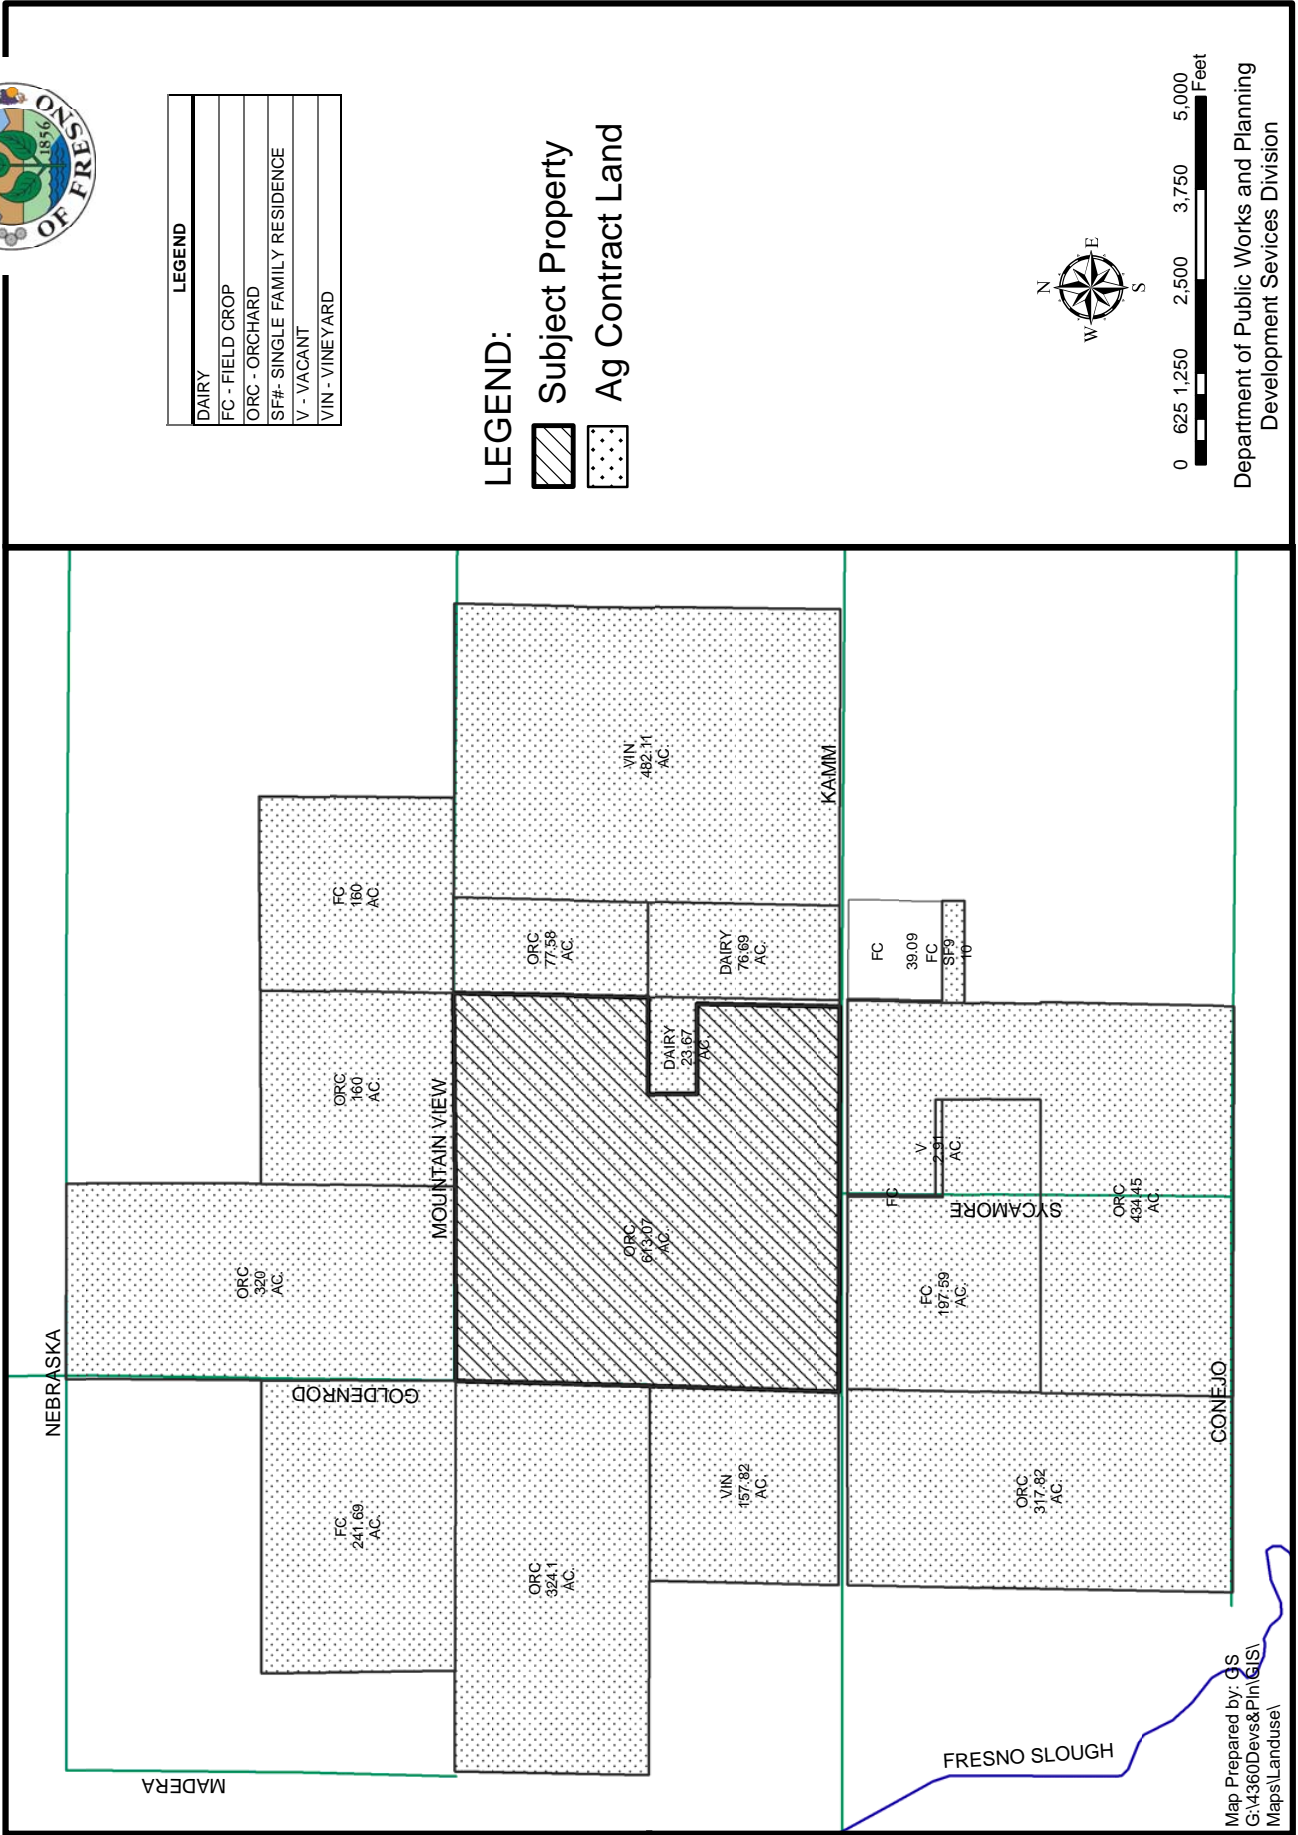 NEBRASKA
MADERA
GOLDENROD
MOUNTAIN VIEW
KAMM
SYCAMORE
CONEJO
FRESNO SLOUGH
ORC
320
AC.
FC
241.69
AC.
ORC
160
AC.
FC
160
AC.
ORC
324.1
AC.
VIN
157.82
AC.
ORC
613.07
AC.
ORC
77.58
AC.
DAIRY
76.69
AC.
DAIRY
23.67
AC.
VIN
482.11
AC.
FC
39.09
FC
SF9
10
V
2.91
AC.
FC
FC
197.59
AC.
ORC
434.45
AC.
ORC
317.82
AC.
Map Prepared by: GS
G:\4360Devs&Pln\GIS\
Maps\Landuse\
OF FRESNO
1856
LEGEND
DAIRY
FC - FIELD CROP
ORC - ORCHARD
SF#- SINGLE FAMILY RESIDENCE
V - VACANT
VIN - VINEYARD
LEGEND:
Subject Property
Ag Contract Land
N
W E
S
0 625 1,250 2,500 3,750 5,000
Feet
Department of Public Works and Planning
Development Sevices Division